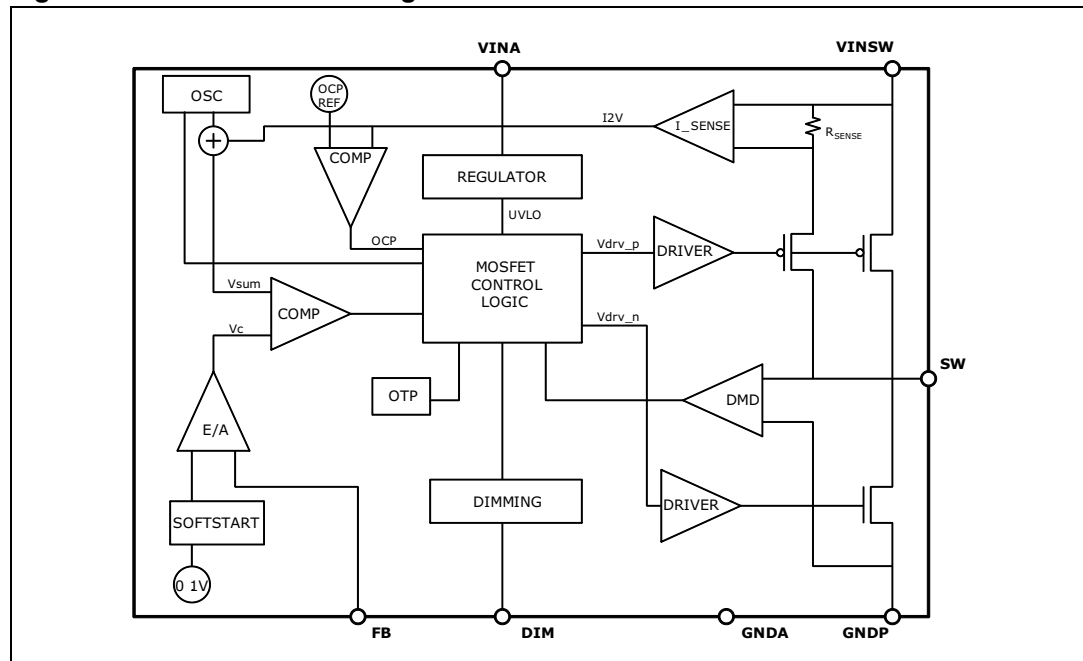 VINA
VINSW
OSC
OCP
REF
I2V
I_SENSE
RSENSE
+
COMP
REGULATOR
UVLO
OCP
Vdrv_p
DRIVER
MOSFET
CONTROL
LOGIC
Vsum
COMP
Vdrv_n
Vc
SW
OTP
DMD
E/A
DIMMING
DRIVER
SOFTSTART
0 1V
FB
DIM
GNDA
GNDP